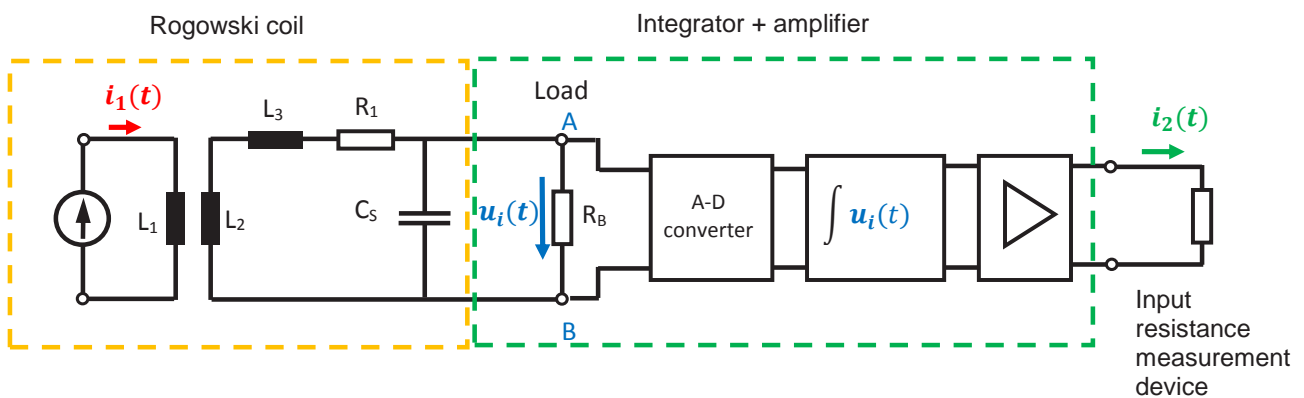 Rogowski coil
Integrator + amplifier
i₁(t)
L₃
R₁
Load
A
i₂(t)
L₁
L₂
Cₛ
uᵢ(t)
R_B
A-D
converter
∫ uᵢ(t)
B
Input
resistance
measurement
device